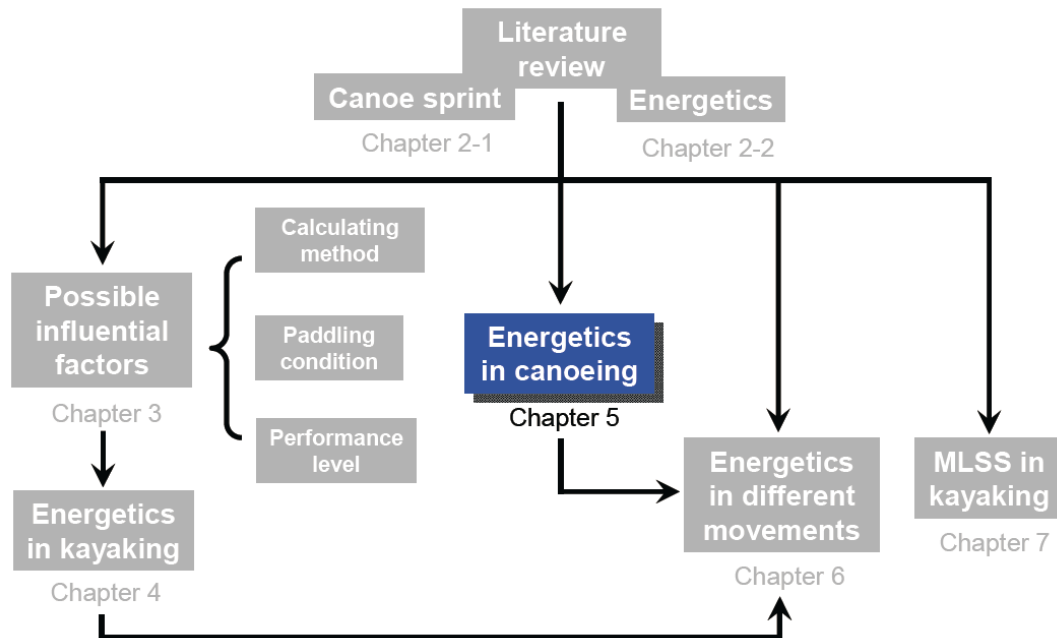 Literature
review
Canoe sprint
Energetics
Chapter 2-1
Chapter 2-2
Calculating
method
Possible
influential
factors
Chapter 3
Paddling
condition
Performance
level
Energetics
in kayaking
Chapter 4
Energetics
in canoeing
Chapter 5
Energetics
in different
movements
Chapter 6
MLSS in
kayaking
Chapter 7